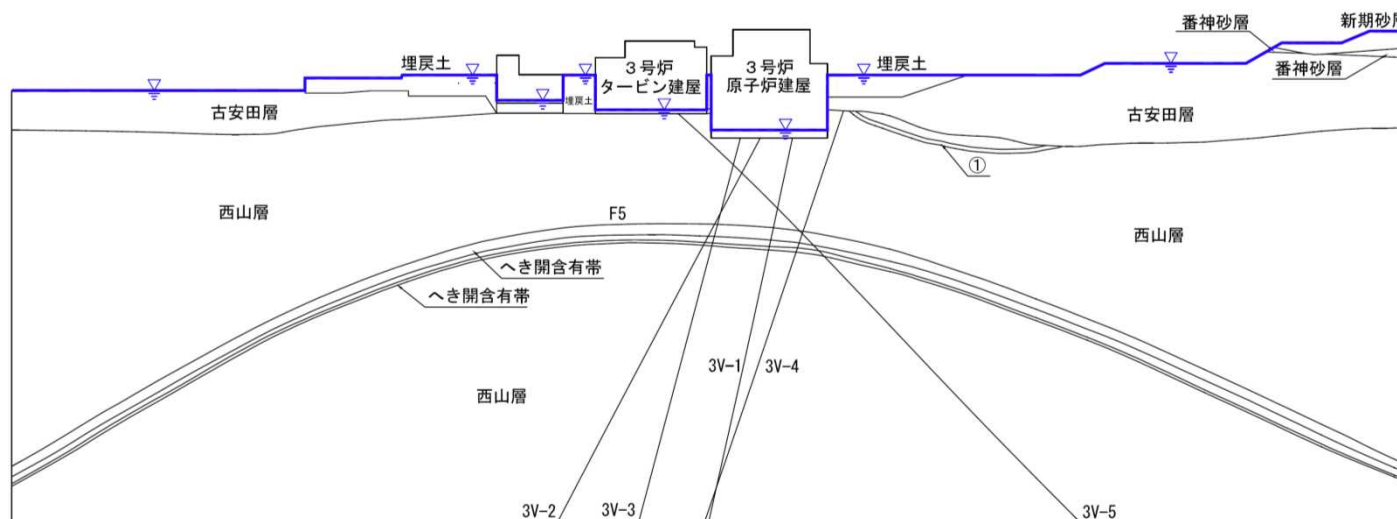 番神砂層
新期砂層
番神砂層
埋戻土
3号炉
タービン建屋
3号炉
原子炉建屋
埋戻土
埋戻土
古安田層
古安田層
①
西山層
F5
西山層
へき開含有帯
へき開含有帯
3V-1
3V-4
西山層
3V-2
3V-3
3V-5